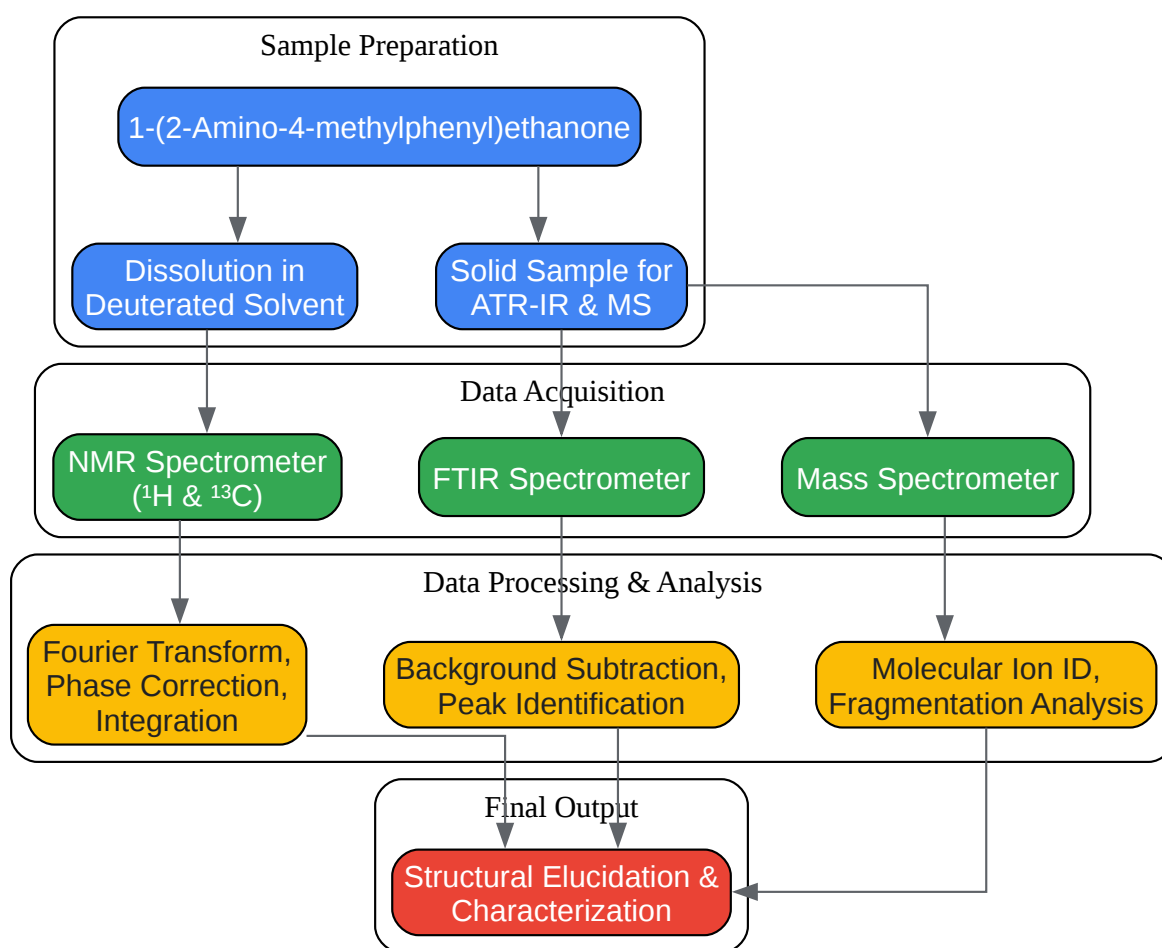 Sample Preparation
1-(2-Amino-4-methylphenyl)ethanone
Dissolution in
Deuterated Solvent
Solid Sample for
ATR-IR & MS
Data Acquisition
NMR Spectrometer
(¹H & ¹³C)
FTIR Spectrometer
Mass Spectrometer
Data Processing & Analysis
Fourier Transform,
Phase Correction,
Integration
Background Subtraction,
Peak Identification
Molecular Ion ID,
Fragmentation Analysis
Final Output
Structural Elucidation &
Characterization